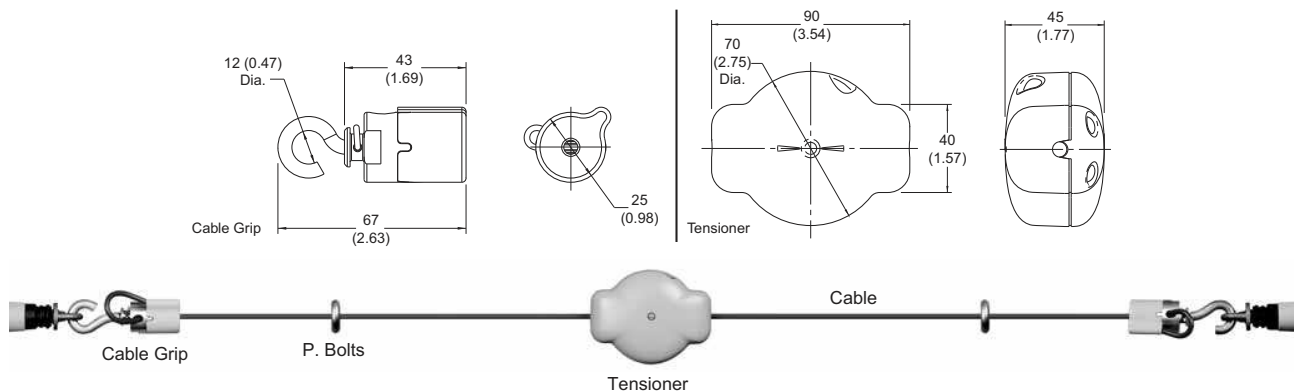 12 (0.47)
Dia.
43
(1.69)
67
(2.63)
Cable Grip
25
(0.98)
90
(3.54)
70
(2.75)
Dia.
40
(1.57)
Tensioner
45
(1.77)
Cable Grip
P. Bolts
Tensioner
Cable